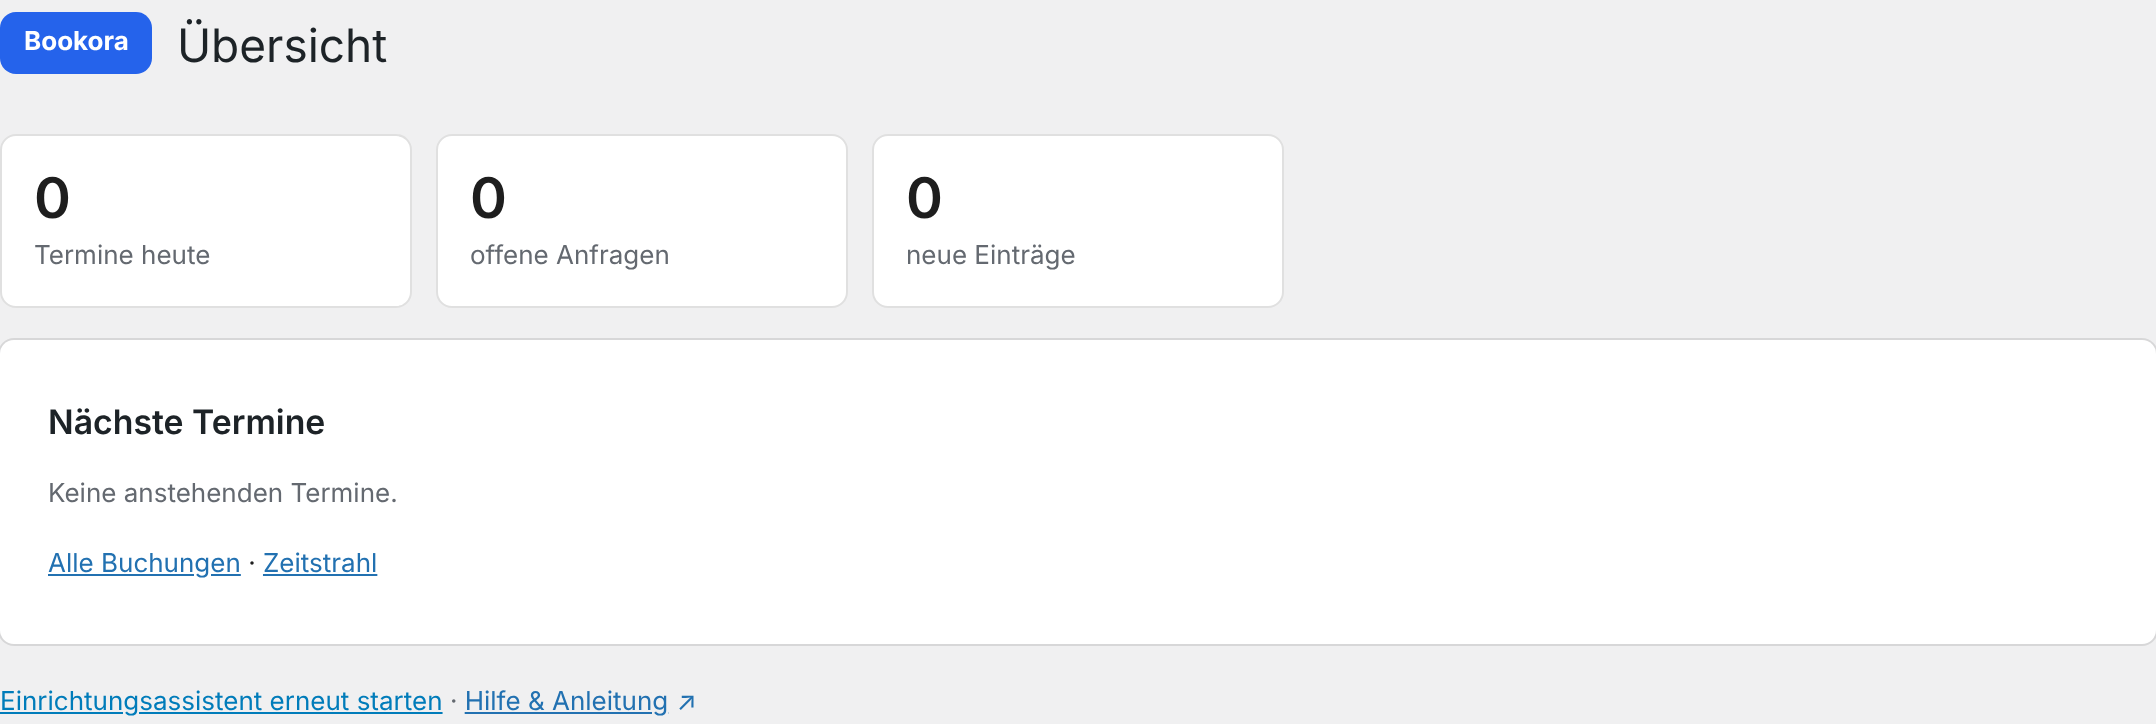 Bookora Übersicht
0
Termine heute
0
offene Anfragen
0
neue Einträge
Nächste Termine
Keine anstehenden Termine.
Alle Buchungen · Zeitstrahl
Einrichtungsassistent erneut starten · Hilfe & Anleitung ↗